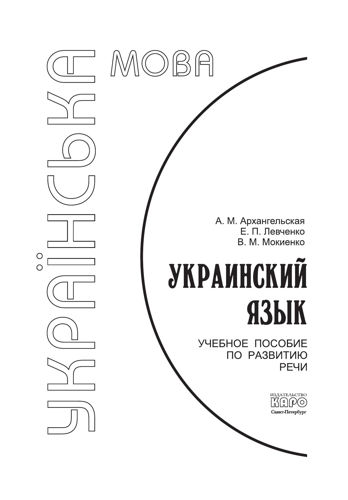 УКРАЇНСЬКА
МОВА
А. М. Архангельская
Е. П. Левченко
В. М. Мокиенко
УКРАИНСКИЙ
ЯЗЫК
УЧЕБНОЕ ПОСОБИЕ
ПО РАЗВИТИЮ
РЕЧИ
ИЗДАТЕЛЬСТВО
КАРО
Санкт-Петербург